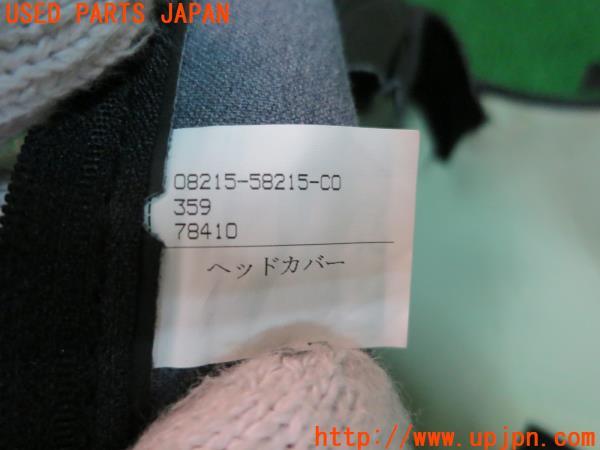 USED PARTS JAPAN
08215-58215-C0
359
78410
ヘッドカバー
http://www.upjpn.com